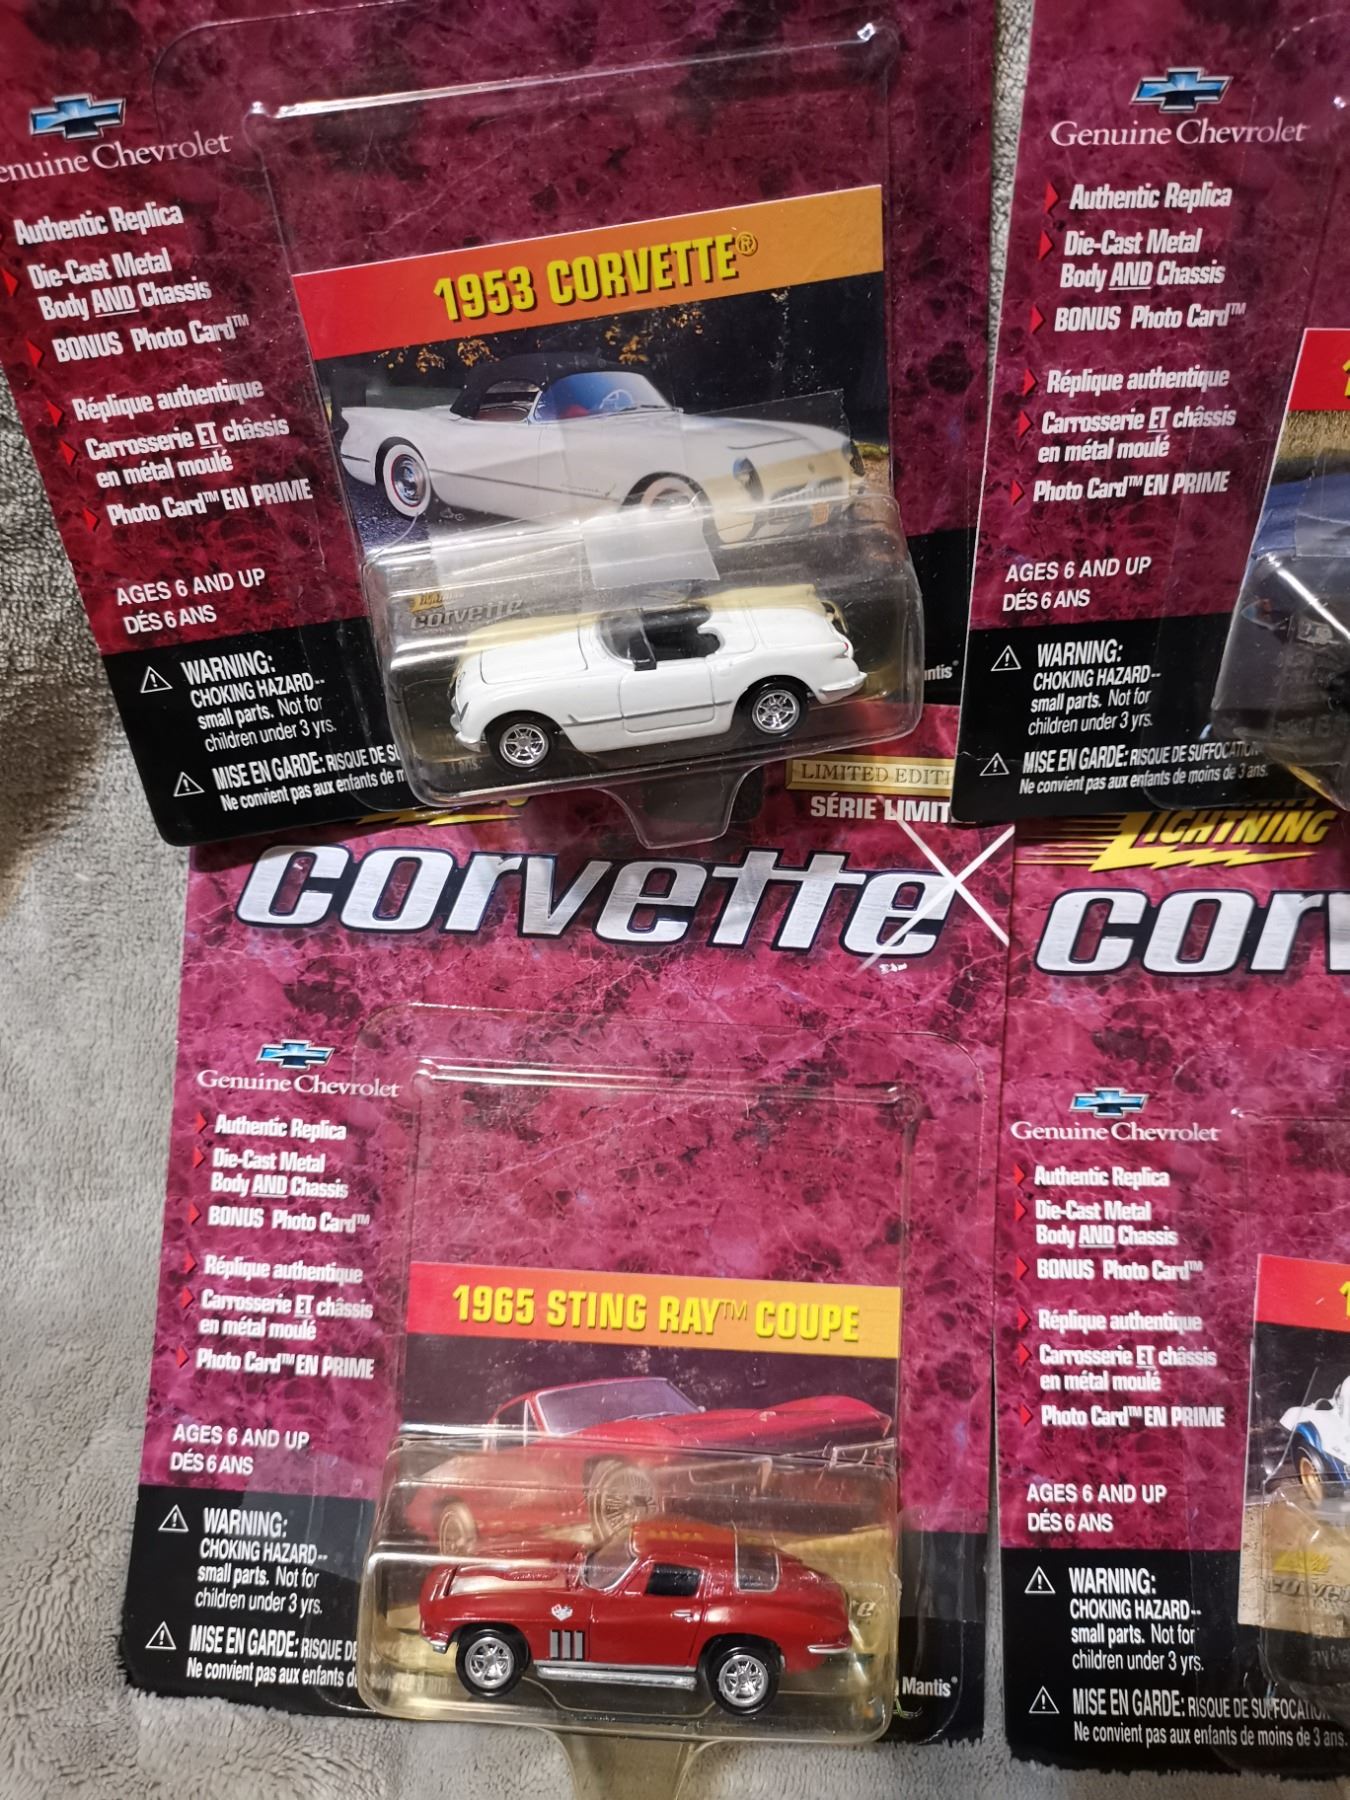 Genuine Chevrolet
Authentic Replica
Die-Cast Metal
Body AND Chassis
BONUS Photo Card™
Réplique authentique
Carrosserie ET châssis
en métal moulé
Photo Card™ EN PRIME
AGES 6 AND UP
DÉS 6 ANS
WARNING:
CHOKING HAZARD--
small parts. Not for
children under 3 yrs.
MISE EN GARDE: RISQUE DE
Ne convient pas aux enfants de
1953 CORVETTE®
corvette
Genuine Chevrolet
Authentic Replica
Die-Cast Metal
Body AND Chassis
BONUS Photo Card™
Réplique authentique
Carrosserie ET châssis
en métal moulé
Photo Card™ EN PRIME
AGES 6 AND UP
DÉS 6 ANS
WARNING:
CHOKING HAZARD--
small parts. Not for
children under 3 yrs.
MISE EN GARDE: RISQUE DE SUFFOCATION
Ne convient pas aux enfants de moins de 3 ans.
LIMITED EDITI
SÉRIE LIMIT
corvette
Genuine Chevrolet
Authentic Replica
Die-Cast Metal
Body AND Chassis
BONUS Photo Card™
Réplique authentique
Carrosserie ET châssis
en métal moulé
Photo Card™ EN PRIME
AGES 6 AND UP
DÉS 6 ANS
WARNING:
CHOKING HAZARD--
small parts. Not for
children under 3 yrs.
MISE EN GARDE: RISQUE DE
Ne convient pas aux enfants d
1965 STING RAY™ COUPE
Mantis®
LIGHTNING
cor
Genuine Chevrolet
Authentic Replica
Die-Cast Metal
Body AND Chassis
BONUS Photo Card™
Réplique authentique
Carrosserie ET châssis
en métal moulé
Photo Card™ EN PRIME
AGES 6 AND UP
DÉS 6 ANS
WARNING:
CHOKING HAZARD--
small parts. Not for
children under 3 yrs.
MISE EN GARDE: RISQUE DE SUFFOCATI
Ne convient pas aux enfants de moins de 3 ans.